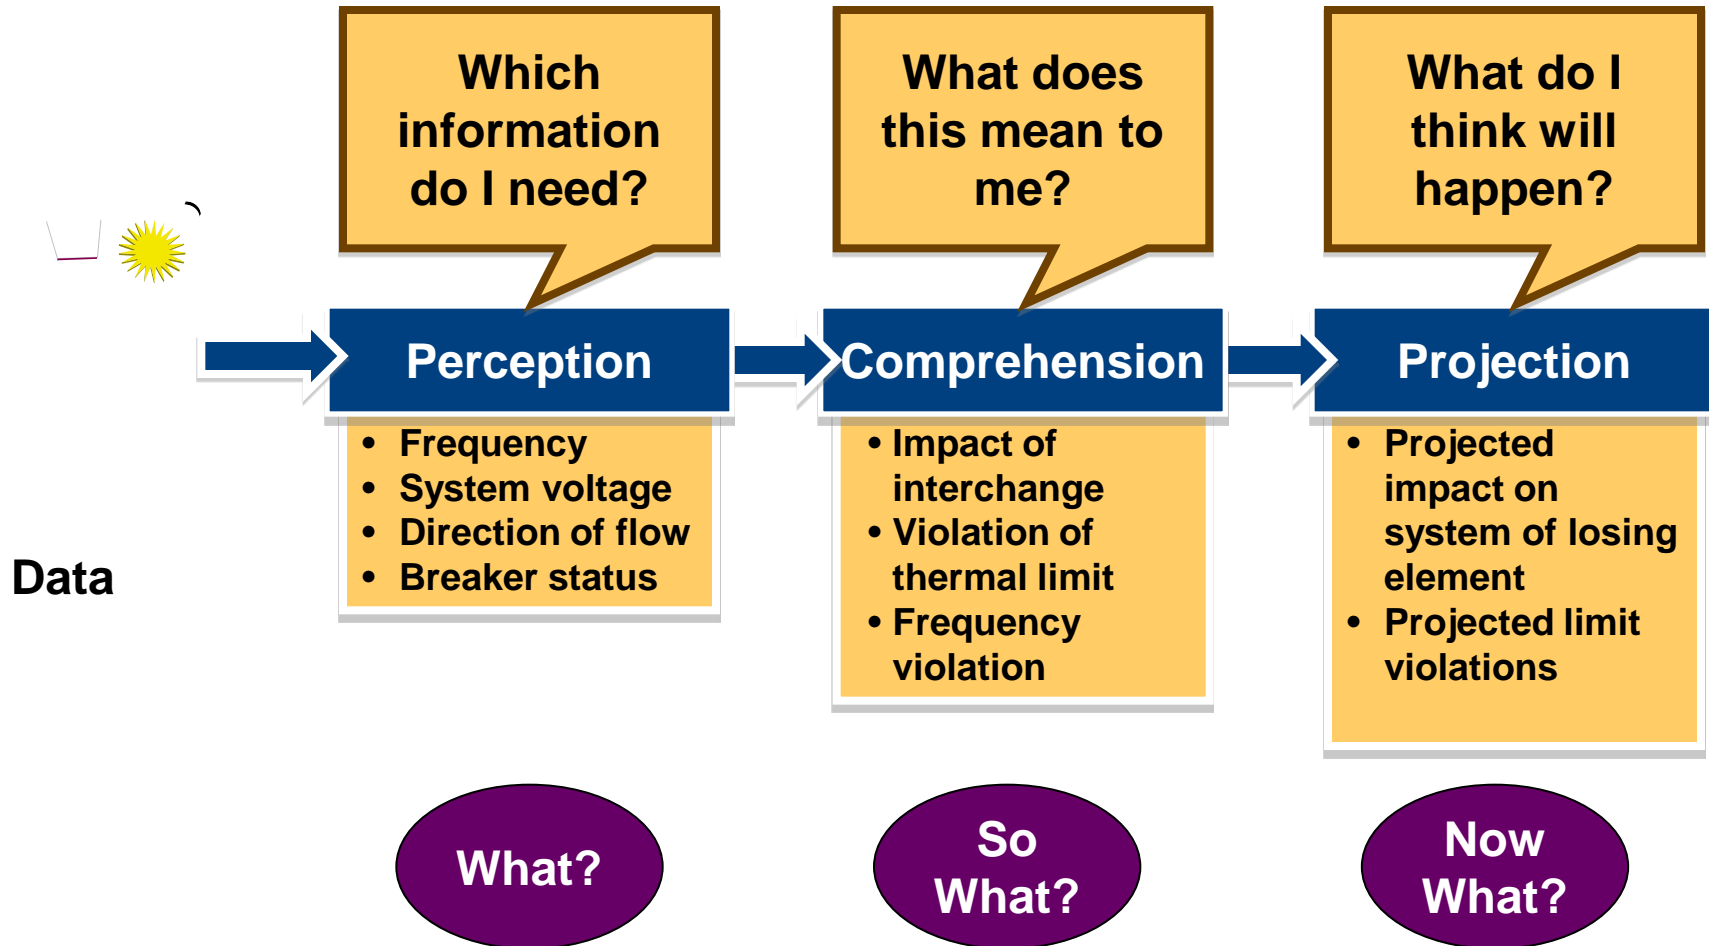 Which
information
do I need?
What does
this mean to
me?
What do I
think will
happen?
Perception
Comprehension
Projection
• Frequency
• System voltage
• Direction of flow
• Breaker status
• Impact of
interchange
• Violation of
thermal limit
• Frequency
violation
• Projected
impact on
system of losing
element
• Projected limit
violations
Data
What?
So
What?
Now
What?